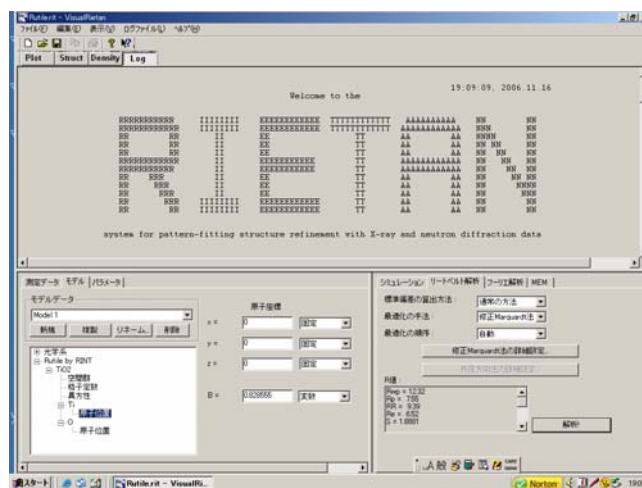 Rutile.rit - VisualRietan
ファイル(F) 編集(E) 表示(V) ログファイル(L) ヘルプ(H)
Plot Struct Density Log
19:09:09, 2006.11.16
Welcome to the
RIETAN
system for pattern-fitting structure refinement with X-ray and neutron diffraction data
測定データ モデル パラメータ
モデルデータ
Model 1
新規 複製 リネーム... 削除
光学系
Rutile by RINT
TiO2
空間群
格子定数
異方性
Ti
原子位置
O
原子位置
原子座標
x = 0 固定
y = 0 固定
z = 0 固定
B = 0.828555 変数
シミュレーション リートベルト解析 フーリエ解析 MEM
標準偏差の算出方法: 通常の方法
最適化の手法: 修正Marquardt法
最適化の順序: 自動
修正Marquardt法の詳細設定...
R値:
Rwp = 12.32
Rp = 7.55
RR = 9.39
Re = 6.52
S = 1.8881
解析!
A 般
スタート
Rutile.rit - VisualRi...
Norton